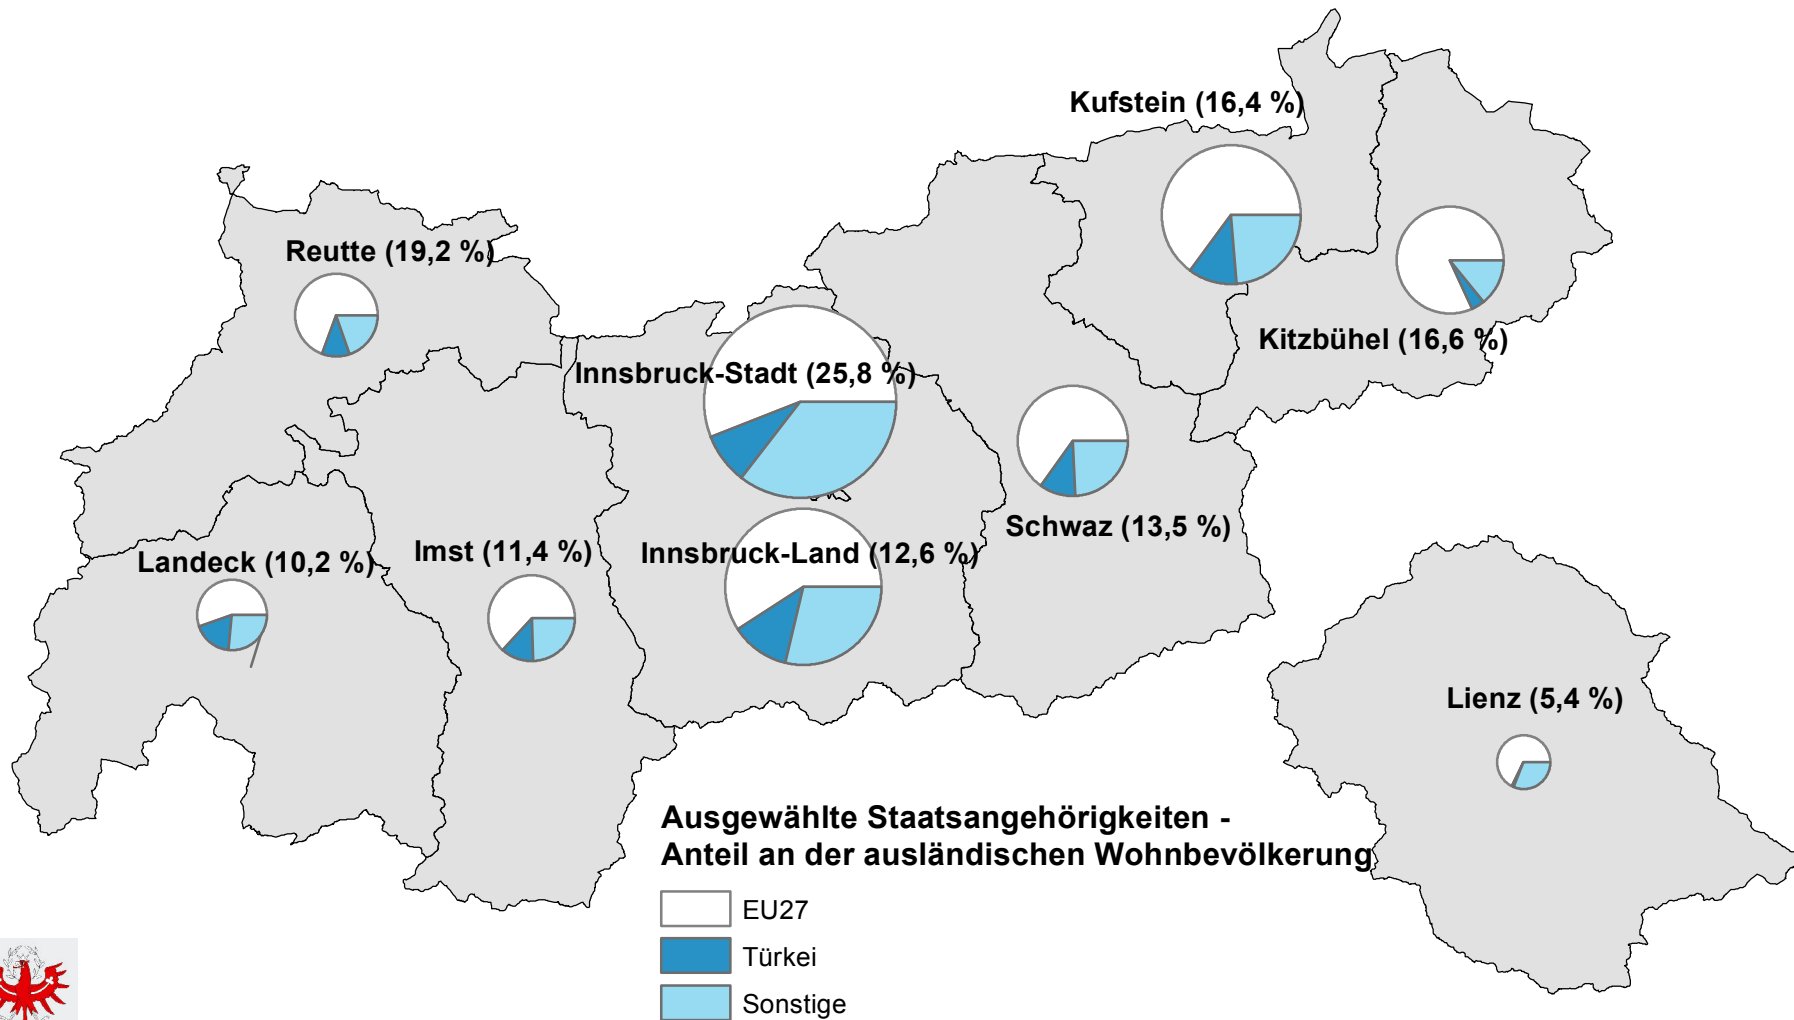 Kufstein (16,4 %)
Reutte (19,2 %)
Kitzbühel (16,6 %)
Innsbruck-Stadt (25,8 %)
Schwaz (13,5 %)
Landeck (10,2 %)
Imst (11,4 %)
Innsbruck-Land (12,6 %)
Lienz (5,4 %)
Ausgewählte Staatsangehörigkeiten -
Anteil an der ausländischen Wohnbevölkerung
EU27
Türkei
Sonstige